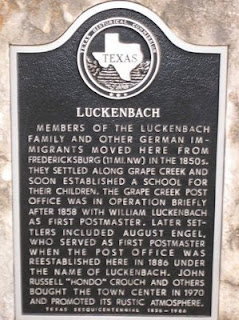 TEXAS HISTORICAL COMMISSION
TEXAS
LUCKENBACH
MEMBERS OF THE LUCKENBACH
FAMILY AND OTHER GERMAN IM-
MIGRANTS MOVED HERE FROM
FREDERICKSBURG (11 MI. NW) IN THE 1850S.
THEY SETTLED ALONG GRAPE CREEK AND
SOON ESTABLISHED A SCHOOL FOR
THEIR CHILDREN. THE GRAPE CREEK POST
OFFICE WAS IN OPERATION BRIEFLY
AFTER 1858 WITH WILLIAM LUCKENBACH
AS FIRST POSTMASTER. LATER SET-
TLERS INCLUDED AUGUST ENGEL,
WHO SERVED AS FIRST POSTMASTER
WHEN THE POST OFFICE WAS
REESTABLISHED HERE IN 1886 UNDER
THE NAME OF LUCKENBACH. JOHN
RUSSELL "HONDO" CROUCH AND OTHERS
BOUGHT THE TOWN CENTER IN 1970
AND PROMOTED ITS RUSTIC ATMOSPHERE.
TEXAS SESQUICENTENNIAL 1836-1986